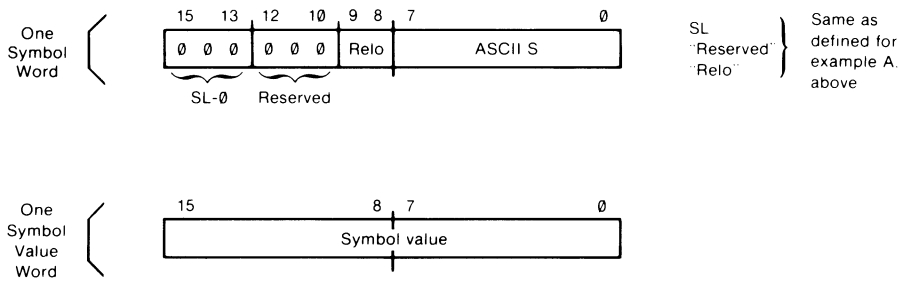 One
Symbol
Word
15 13 12 10 9 8 7 0
0 0 0 0 0 0 Relo ASCII S
SL-0 Reserved
SL
"Reserved"
"Relo"
Same as
defined for
example A.
above
One
Symbol
Value
Word
15 8 7 0
Symbol value